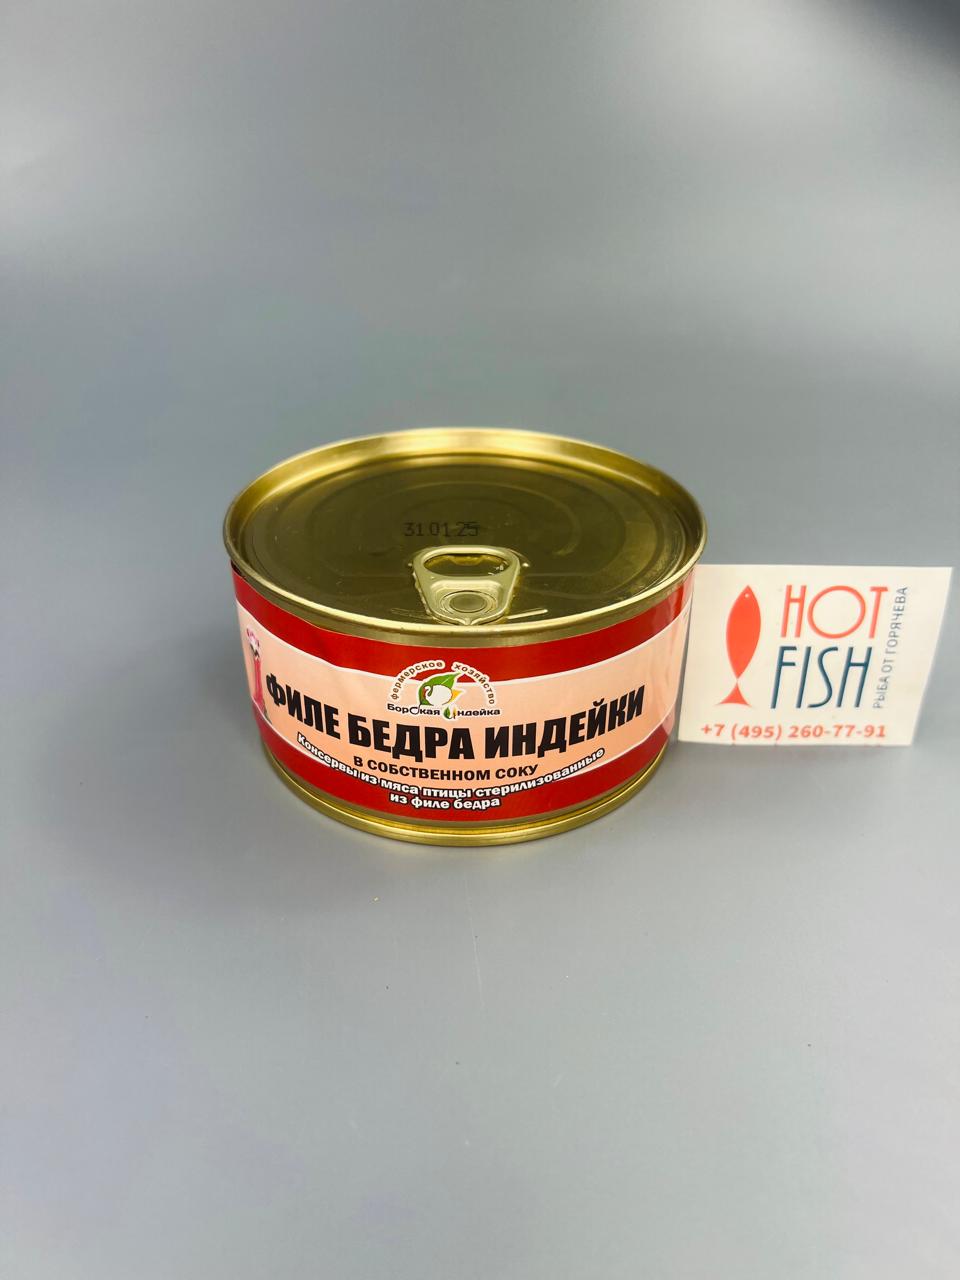 31 01 25
фермерское хозяйство
Борская Индейка
ФИЛЕ БЕДРА ИНДЕЙКИ
В СОБСТВЕННОМ СОКУ
Консервы из мяса птицы стерилизованные
из филе бедра
HOT
FISH
РЫБА ОТ ГОРЯЧЕВА
+7 (495) 260-77-91